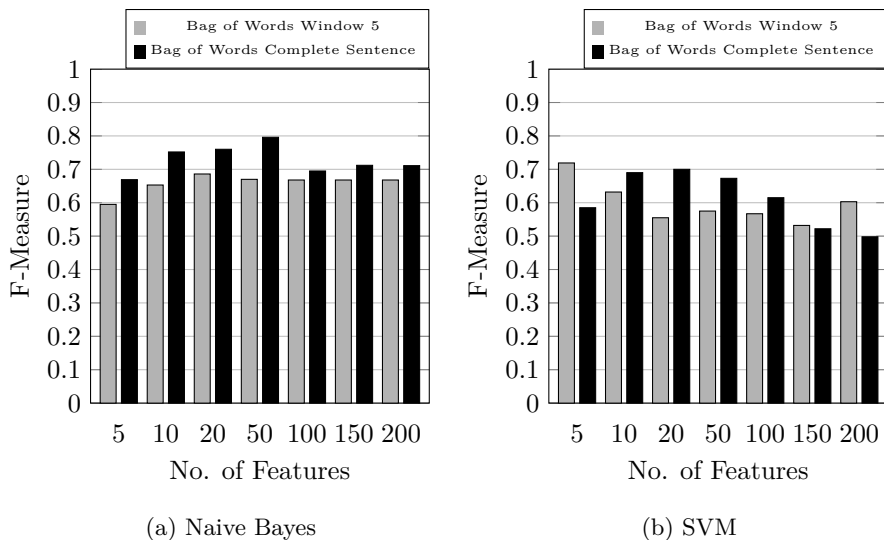 Bag of Words Window 5
Bag of Words Complete Sentence
1
0.9
0.8
0.7
0.6
0.5
0.4
0.3
0.2
0.1
0
F-Measure
5 10 20 50 100 150 200
No. of Features
(a) Naive Bayes
Bag of Words Window 5
Bag of Words Complete Sentence
1
0.9
0.8
0.7
0.6
0.5
0.4
0.3
0.2
0.1
0
F-Measure
5 10 20 50 100 150 200
No. of Features
(b) SVM